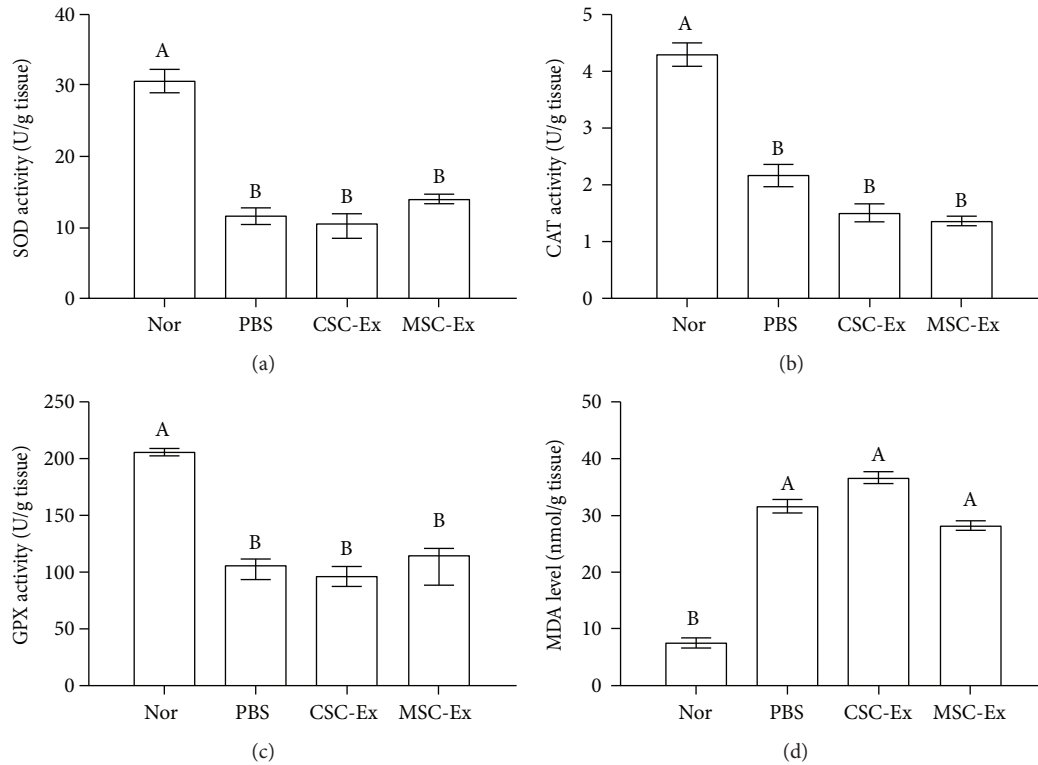 SOD activity (U/g tissue)
40
30
20
10
0
A
B
B
B
Nor PBS CSC-Ex MSC-Ex
(a)
CAT activity (U/g tissue)
5
4
3
2
1
0
A
B
B
B
Nor PBS CSC-Ex MSC-Ex
(b)
GPX activity (U/g tissue)
250
200
150
100
50
0
A
B
B
B
Nor PBS CSC-Ex MSC-Ex
(c)
MDA level (nmol/g tissue)
50
40
30
20
10
0
B
A
A
A
Nor PBS CSC-Ex MSC-Ex
(d)